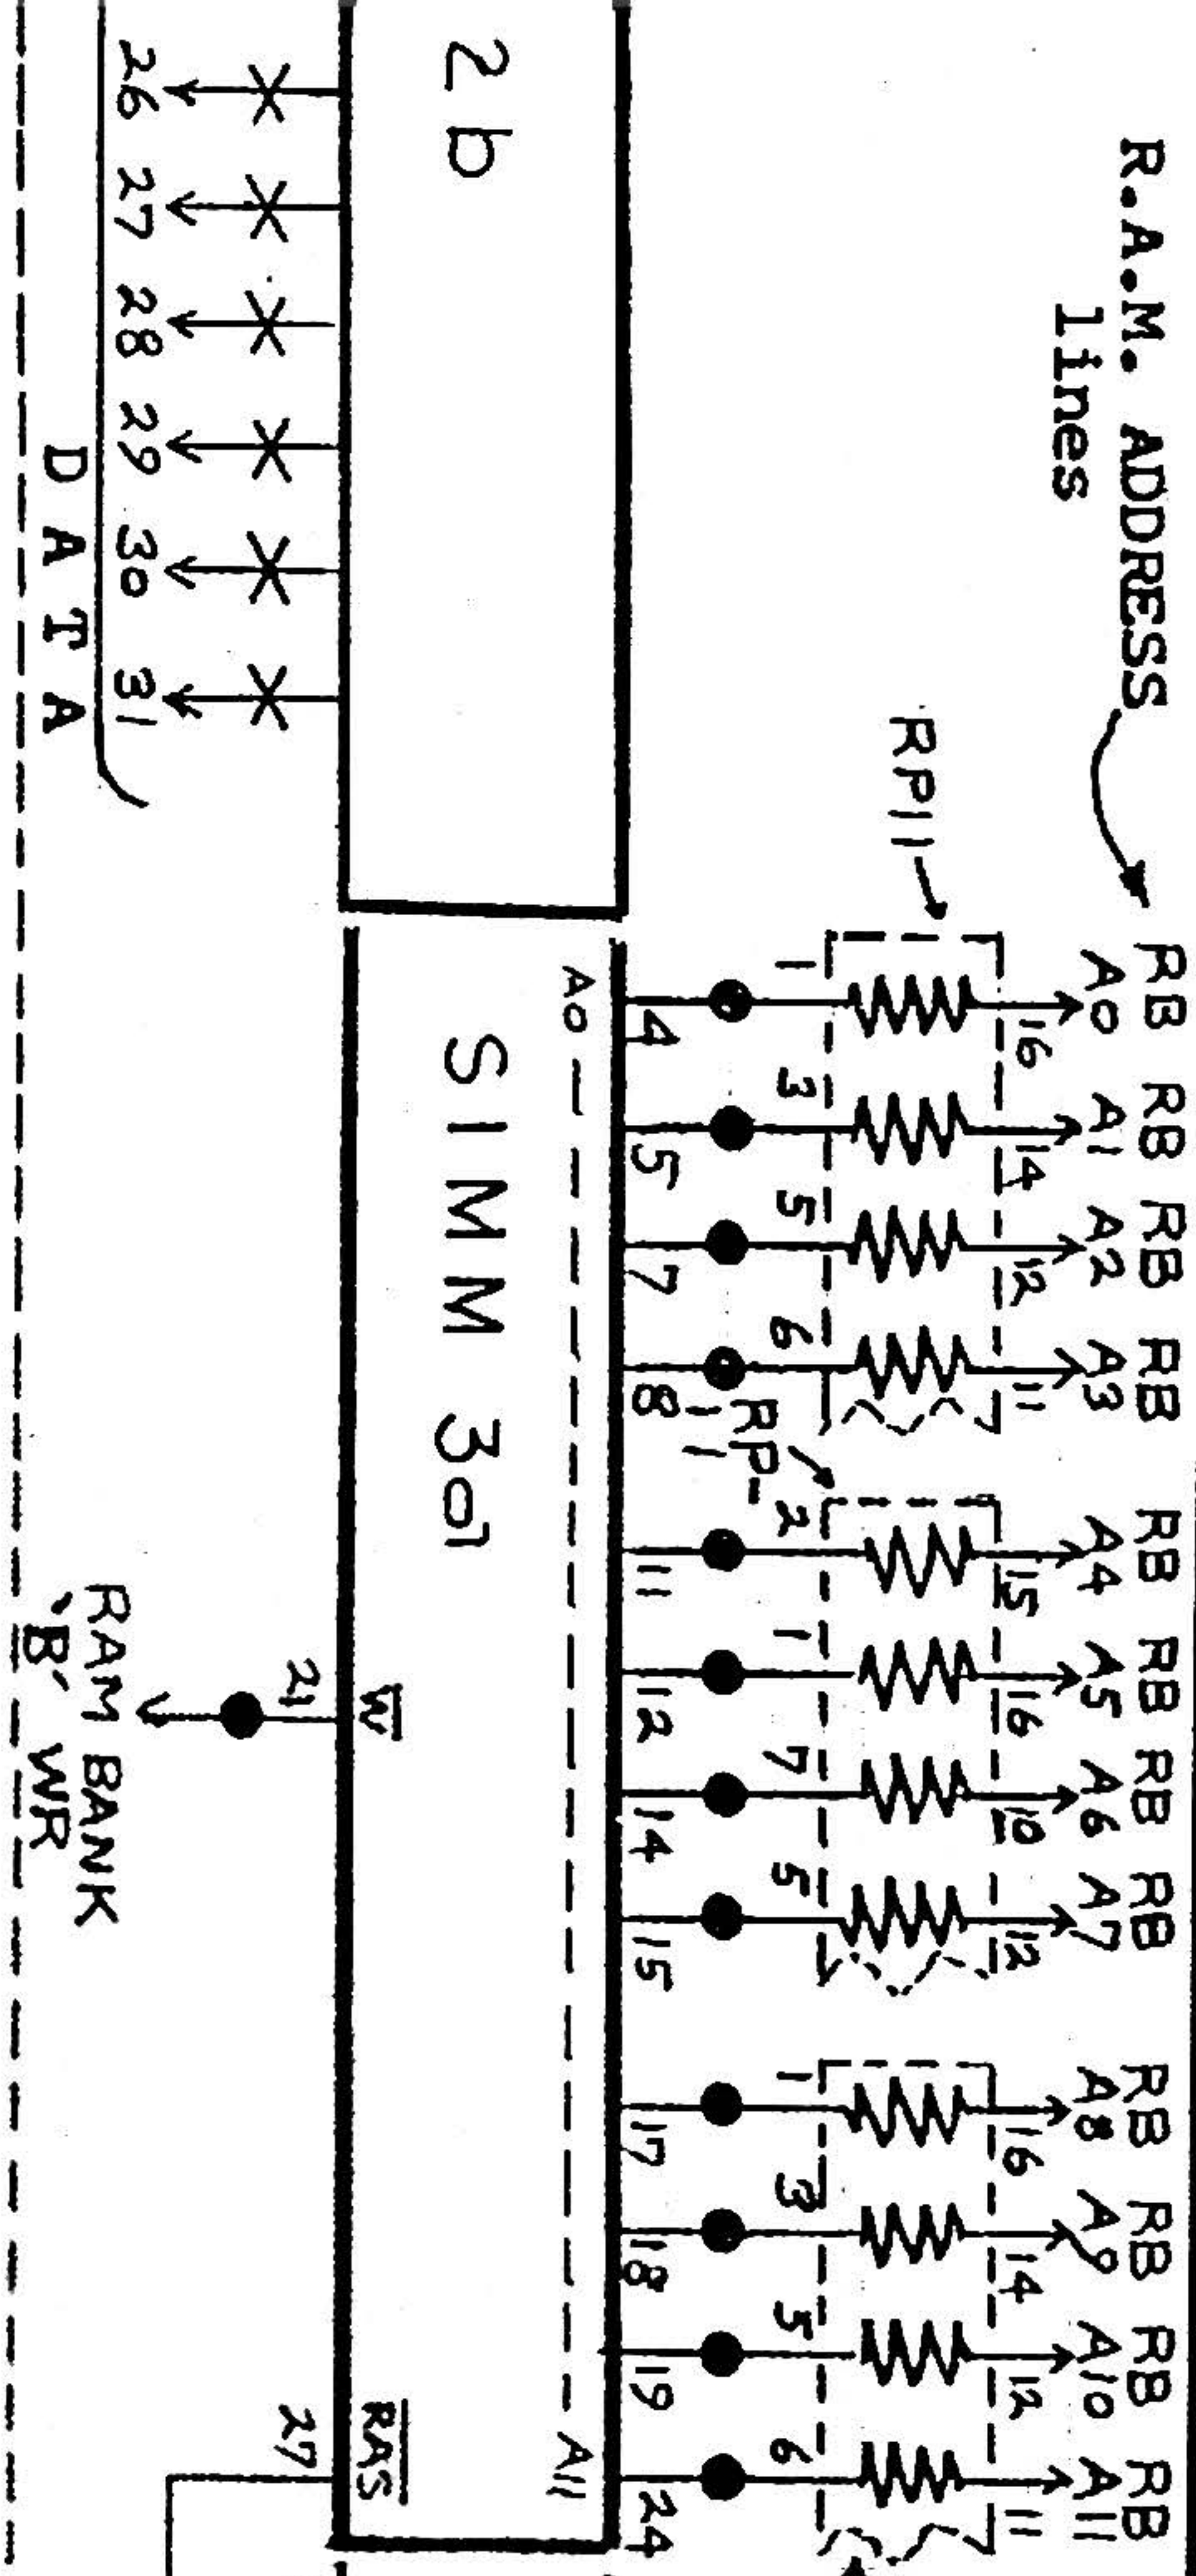 R.A.M. ADDRESS
lines
RB RB RB RB RB RB RB RB RB RB RB RB
A0 A1 A2 A3 A4 A5 A6 A7 A8 A9 A10 A11
16 14 12 11 15 16 10 12 16 14 12 11
RP11
1 3 5 6 2 1 7 5 1 3 5 6
RP-
11
4 5 7 8 11 12 14 15 17 18 19 24
A0 A11
2b
SIMM 3a
W RAS
21 27
26 27 28 29 30 31
DATA
RAM BANK
'B' WR